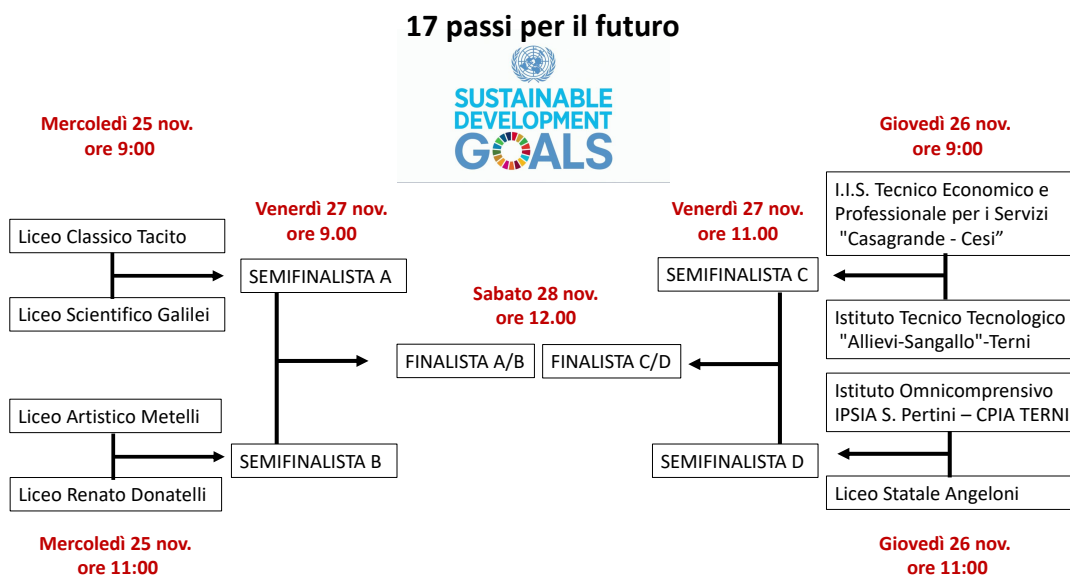 17 passi per il futuro
SUSTAINABLE
DEVELOPMENT
GOALS
Mercoledì 25 nov.
ore 9:00
Giovedì 26 nov.
ore 9:00
Venerdì 27 nov.
ore 9.00
Venerdì 27 nov.
ore 11.00
I.I.S. Tecnico Economico e
Professionale per i Servizi
"Casagrande - Cesi”
Liceo Classico Tacito
SEMIFINALISTA A
SEMIFINALISTA C
Liceo Scientifico Galilei
Sabato 28 nov.
ore 12.00
Istituto Tecnico Tecnologico
"Allievi-Sangallo"-Terni
FINALISTA A/B
FINALISTA C/D
Liceo Artistico Metelli
Istituto Omnicomprensivo
IPSIA S. Pertini – CPIA TERNI
SEMIFINALISTA B
SEMIFINALISTA D
Liceo Renato Donatelli
Liceo Statale Angeloni
Mercoledì 25 nov.
ore 11:00
Giovedì 26 nov.
ore 11:00